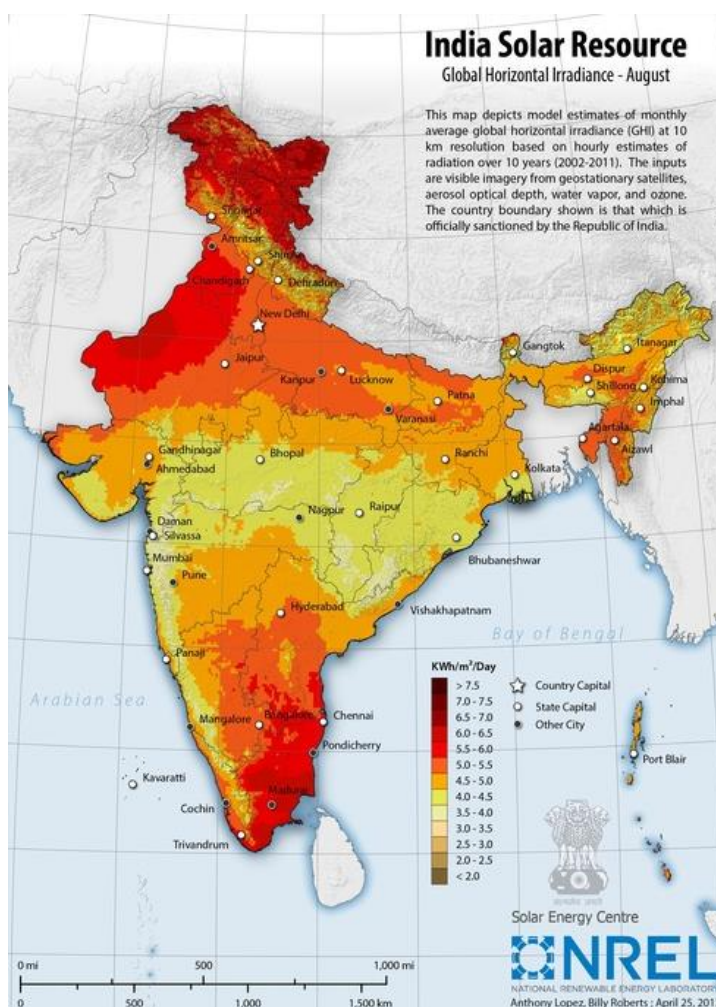 India Solar Resource
Global Horizontal Irradiance - August
This map depicts model estimates of monthly
average global horizontal irradiance (GHI) at 10
km resolution based on hourly estimates of
radiation over 10 years (2002-2011). The inputs
are visible imagery from geostationary satellites,
aerosol optical depth, water vapor, and ozone.
The country boundary shown is that which is
officially sanctioned by the Republic of India.
Srinagar
Amritsar
Chandigarh
Dehradun
New Delhi
Jaipur
Kanpur
Lucknow
Patna
Varanasi
Gangtok
Itanagar
Dispur
Shillong
Kohima
Imphal
Agartala
Aizawl
Gandhinagar
Ahmedabad
Bhopal
Ranchi
Kolkata
Daman
Silvassa
Nagpur
Raipur
Bhubaneshwar
Mumbai
Pune
Hyderabad
Vishakhapatnam
Bay of Bengal
Panaji
Arabian Sea
Mangalore
Bangalore
Chennai
Pondicherry
Kavaratti
Cochin
Madurai
Trivandrum
Port Blair
KWh/m²/Day
> 7.5
7.0 - 7.5
6.5 - 7.0
6.0 - 6.5
5.5 - 6.0
5.0 - 5.5
4.5 - 5.0
4.0 - 4.5
3.5 - 4.0
3.0 - 3.5
2.5 - 3.0
2.0 - 2.5
< 2.0
Country Capital
State Capital
Other City
Solar Energy Centre
NREL
NATIONAL RENEWABLE ENERGY LABORATORY
Anthony Lopez, Billy Roberts ; April 25, 201
0 mi 500 1,000 mi
0 500 1,000 1,500 km